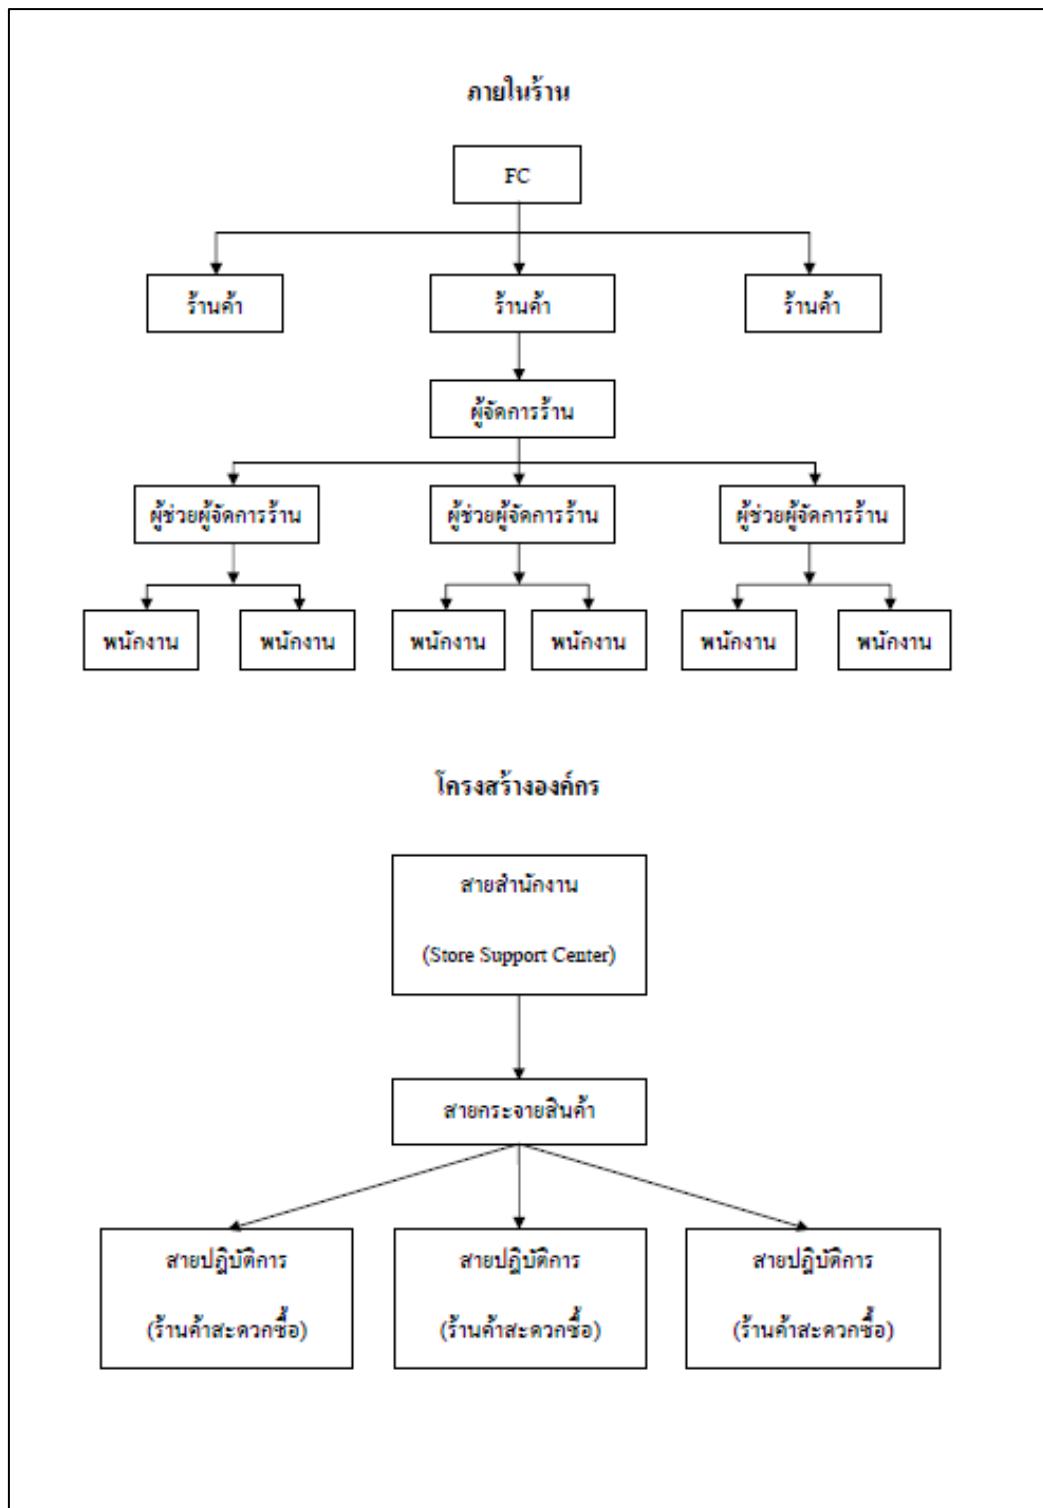 ภายในร้าน
FC
ร้านค้า ร้านค้า ร้านค้า
ผู้จัดการร้าน
ผู้ช่วยผู้จัดการร้าน ผู้ช่วยผู้จัดการร้าน ผู้ช่วยผู้จัดการร้าน
พนักงาน พนักงาน พนักงาน พนักงาน พนักงาน พนักงาน
โครงสร้างองค์กร
สายสำนักงาน
(Store Support Center)
สายกระจายสินค้า
สายปฏิบัติการ สายปฏิบัติการ สายปฏิบัติการ
(ร้านค้าสะดวกซื้อ) (ร้านค้าสะดวกซื้อ) (ร้านค้าสะดวกซื้อ)